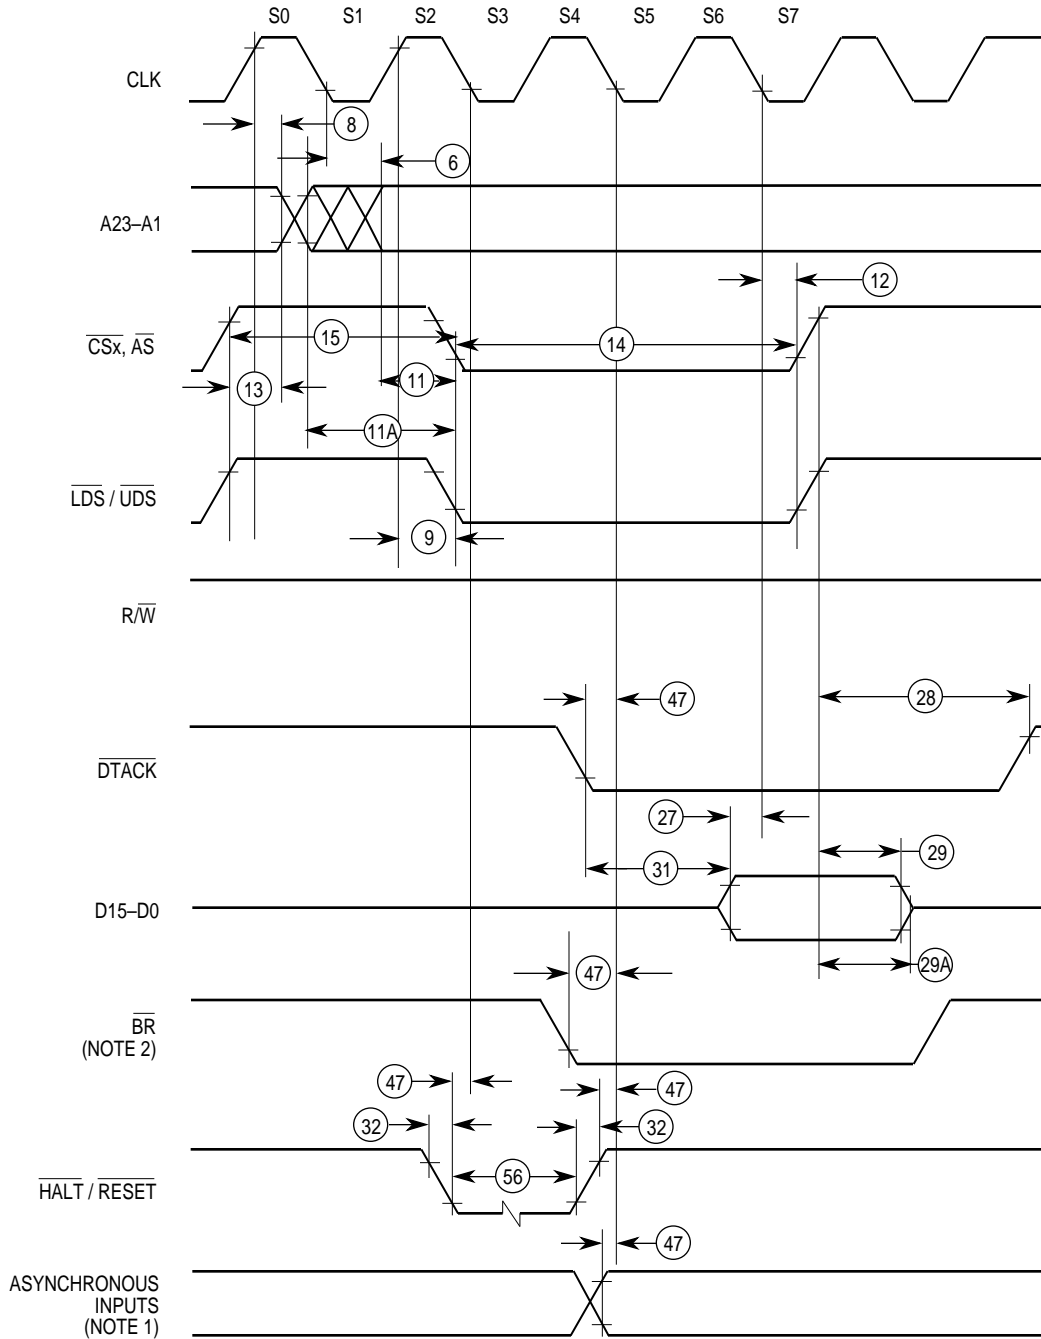 S0 S1 S2 S3 S4 S5 S6 S7
CLK
8
6
A23–A1
12
CSx, AS
15
14
13
11
11A
LDS / UDS
9
R/W
47
28
DTACK
27
29
31
D15–D0
47
29A
BR
(NOTE 2)
47
47
32
32
56
HALT / RESET
47
ASYNCHRONOUS
INPUTS
(NOTE 1)